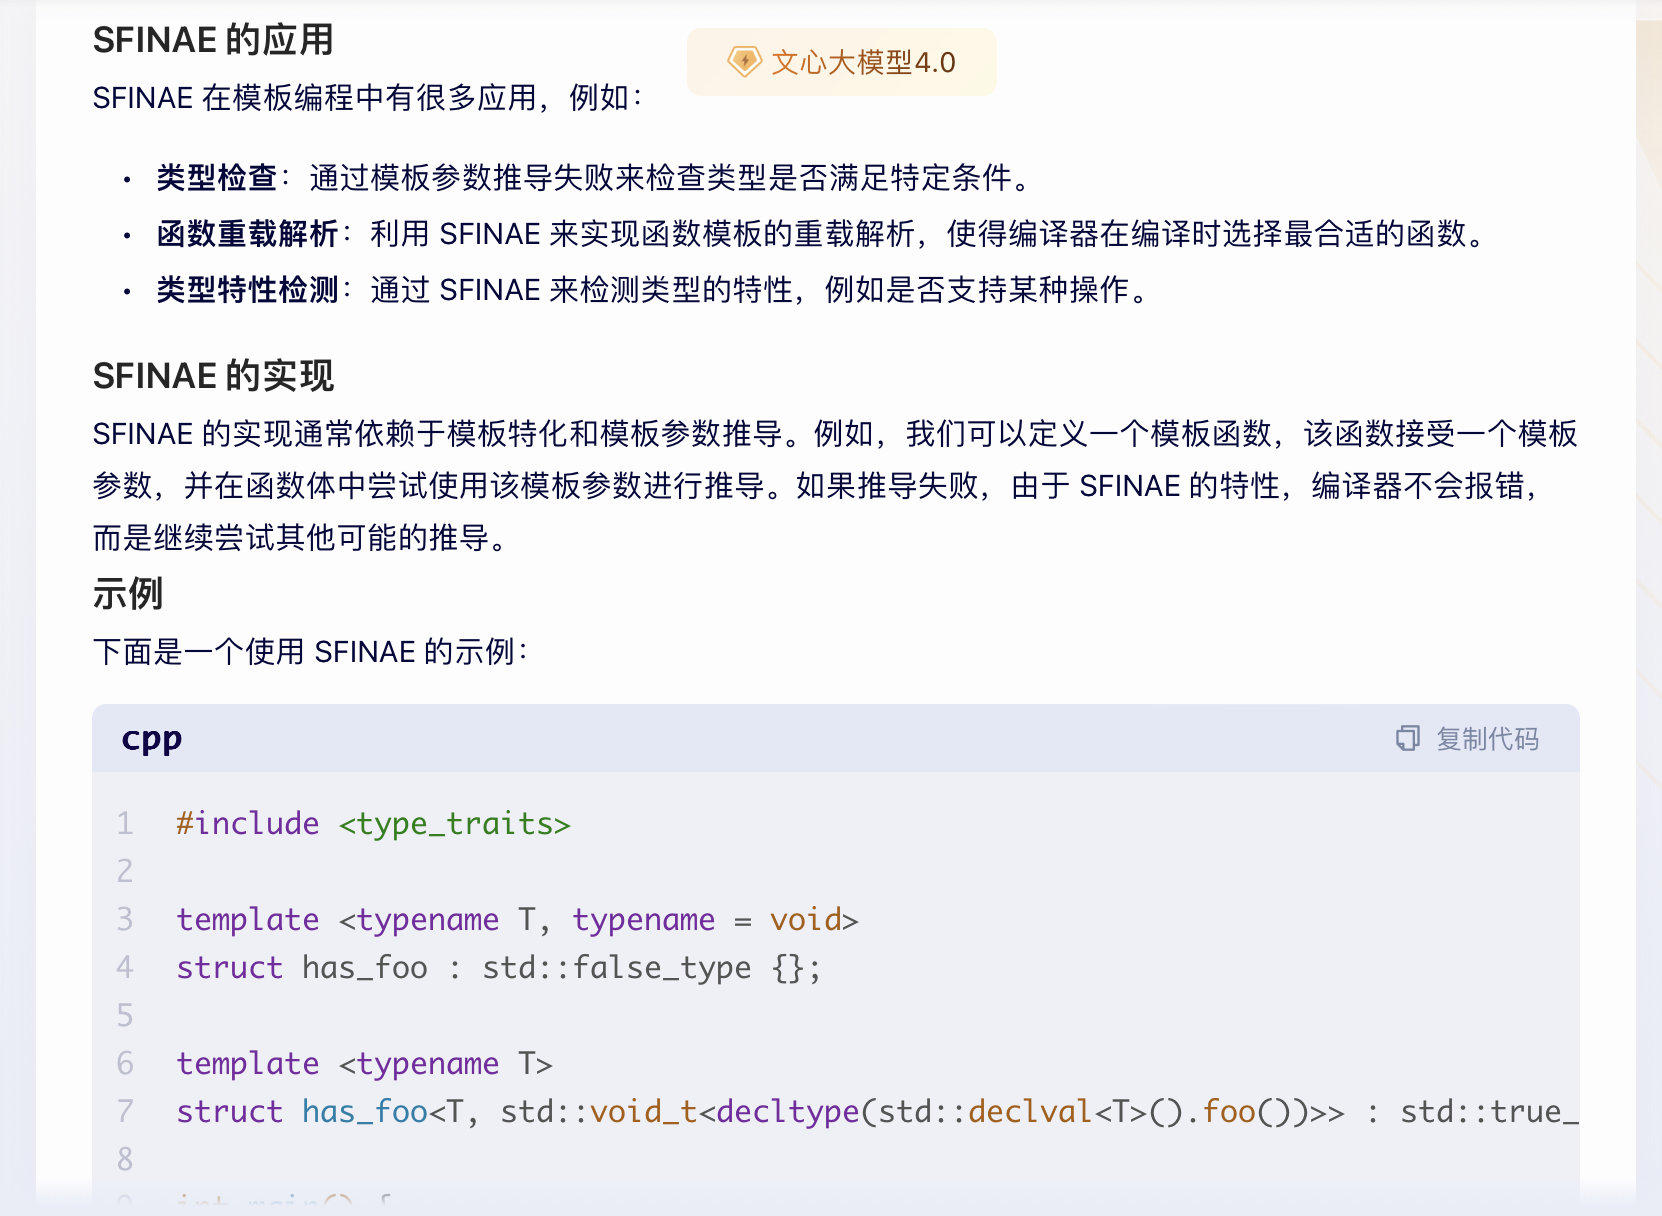 SFINAE 的应用
文心大模型4.0
SFINAE 在模板编程中有很多应用，例如：
• 类型检查：通过模板参数推导失败来检查类型是否满足特定条件。
• 函数重载解析：利用 SFINAE 来实现函数模板的重载解析，使得编译器在编译时选择最合适的函数。
• 类型特性检测：通过 SFINAE 来检测类型的特性，例如是否支持某种操作。
SFINAE 的实现
SFINAE 的实现通常依赖于模板特化和模板参数推导。例如，我们可以定义一个模板函数，该函数接受一个模板
参数，并在函数体中尝试使用该模板参数进行推导。如果推导失败，由于 SFINAE 的特性，编译器不会报错，
而是继续尝试其他可能的推导。
示例
下面是一个使用 SFINAE 的示例：
cpp
复制代码
1 #include <type_traits>
2
3 template <typename T, typename = void>
4 struct has_foo : std::false_type {};
5
6 template <typename T>
7 struct has_foo<T, std::void_t<decltype(std::declval<T>().foo())>> : std::true_
8
9 int main() {